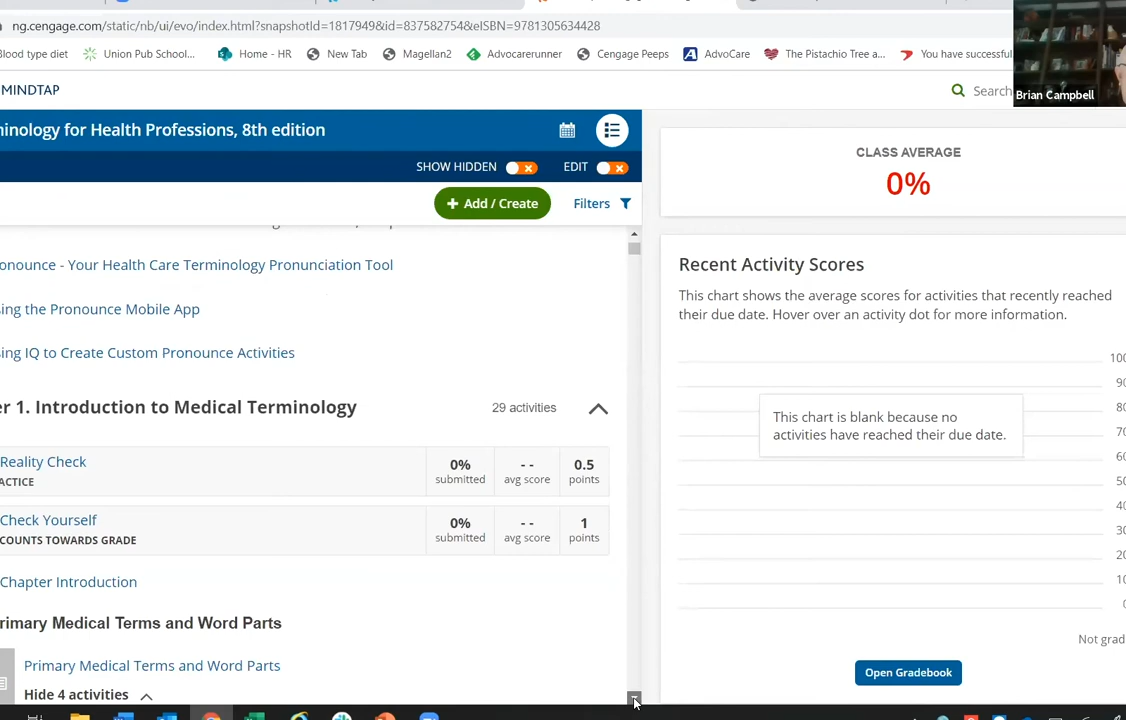 ng.cengage.com/static/nb/ui/evo/index.html?snapshotId=1817949&id=837582754&eISBN=9781305634428
Blood type diet Union Pub School... Home - HR New Tab Magellan2 Advocarerunner Cengage Peeps AdvoCare The Pistachio Tree a... You have successful
MINDTAP
Search
Brian Campbell
inology for Health Professions, 8th edition
SHOW HIDDEN EDIT
+ Add / Create Filters
onounce - Your Health Care Terminology Pronunciation Tool
ing the Pronounce Mobile App
ing IQ to Create Custom Pronounce Activities
er 1. Introduction to Medical Terminology
29 activities
Reality Check
ACTICE
0% submitted
- - avg score
0.5 points
Check Yourself
COUNTS TOWARDS GRADE
0% submitted
- - avg score
1 points
Chapter Introduction
rimary Medical Terms and Word Parts
Primary Medical Terms and Word Parts
Hide 4 activities
CLASS AVERAGE
0%
Recent Activity Scores
This chart shows the average scores for activities that recently reached
their due date. Hover over an activity dot for more information.
100
90
80
70
60
50
40
30
20
10
0
This chart is blank because no
activities have reached their due date.
Not grad
Open Gradebook